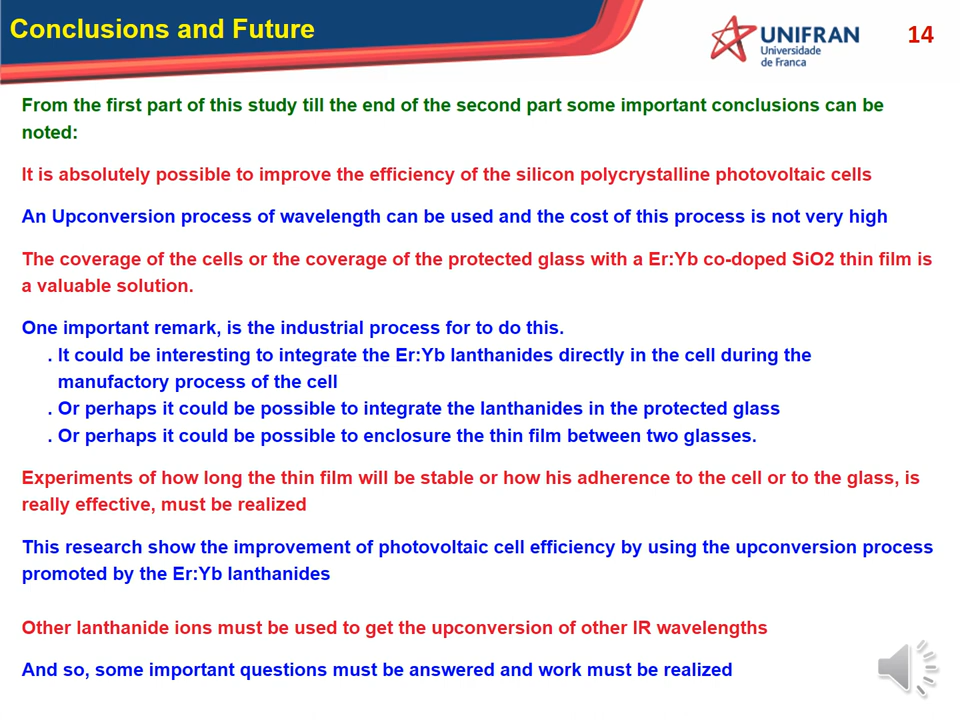 Conclusions and Future
UNIFRAN
Universidade
de Franca
14
From the first part of this study till the end of the second part some important conclusions can be
noted:
It is absolutely possible to improve the efficiency of the silicon polycrystalline photovoltaic cells
An Upconversion process of wavelength can be used and the cost of this process is not very high
The coverage of the cells or the coverage of the protected glass with a Er:Yb co-doped SiO2 thin film is
a valuable solution.
One important remark, is the industrial process for to do this.
. It could be interesting to integrate the Er:Yb lanthanides directly in the cell during the
manufactory process of the cell
. Or perhaps it could be possible to integrate the lanthanides in the protected glass
. Or perhaps it could be possible to enclosure the thin film between two glasses.
Experiments of how long the thin film will be stable or how his adherence to the cell or to the glass, is
really effective, must be realized
This research show the improvement of photovoltaic cell efficiency by using the upconversion process
promoted by the Er:Yb lanthanides
Other lanthanide ions must be used to get the upconversion of other IR wavelengths
And so, some important questions must be answered and work must be realized